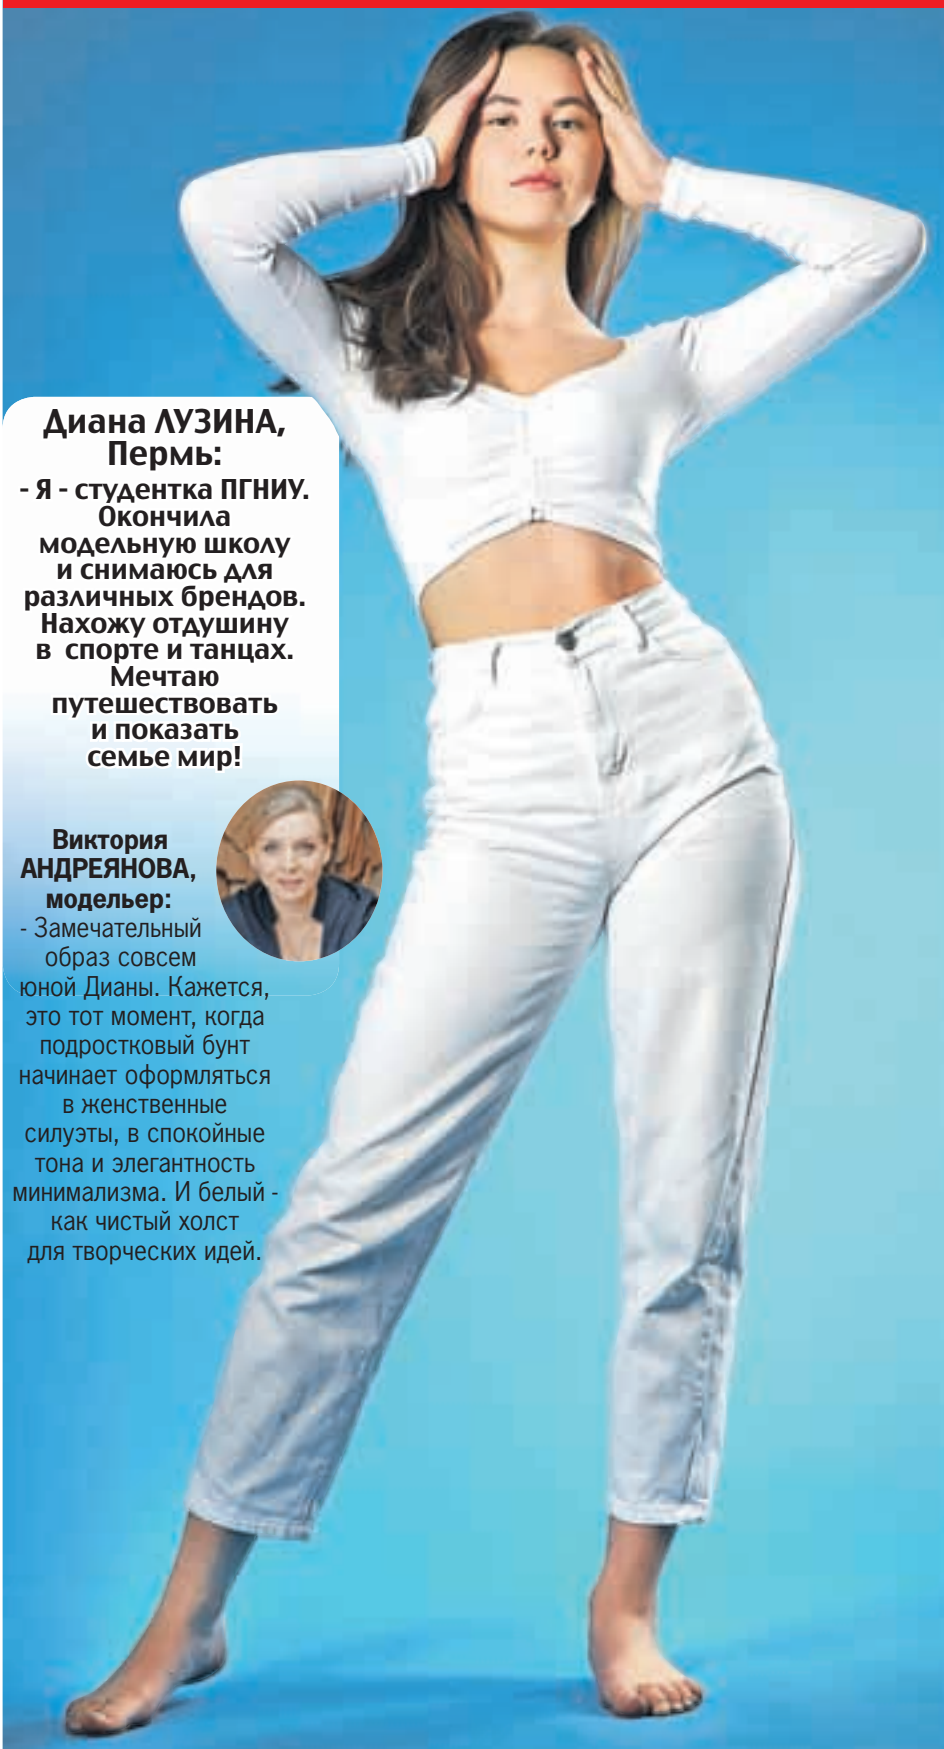 Диана ЛУЗИНА,
Пермь:
- Я - студентка ПГНИУ.
Окончила
модельную школу
и снимаюсь для
различных брендов.
Нахожу отдушину
в спорте и танцах.
Мечтаю
путешествовать
и показать
семье мир!
Виктория
АНДРЕЯНОВА,
модельер:
- Замечательный
образ совсем
юной Дианы. Кажется,
это тот момент, когда
подростковый бунт
начинает оформляться
в женственные
силуэты, в спокойные
тона и элегантность
минимализма. И белый -
как чистый холст
для творческих идей.